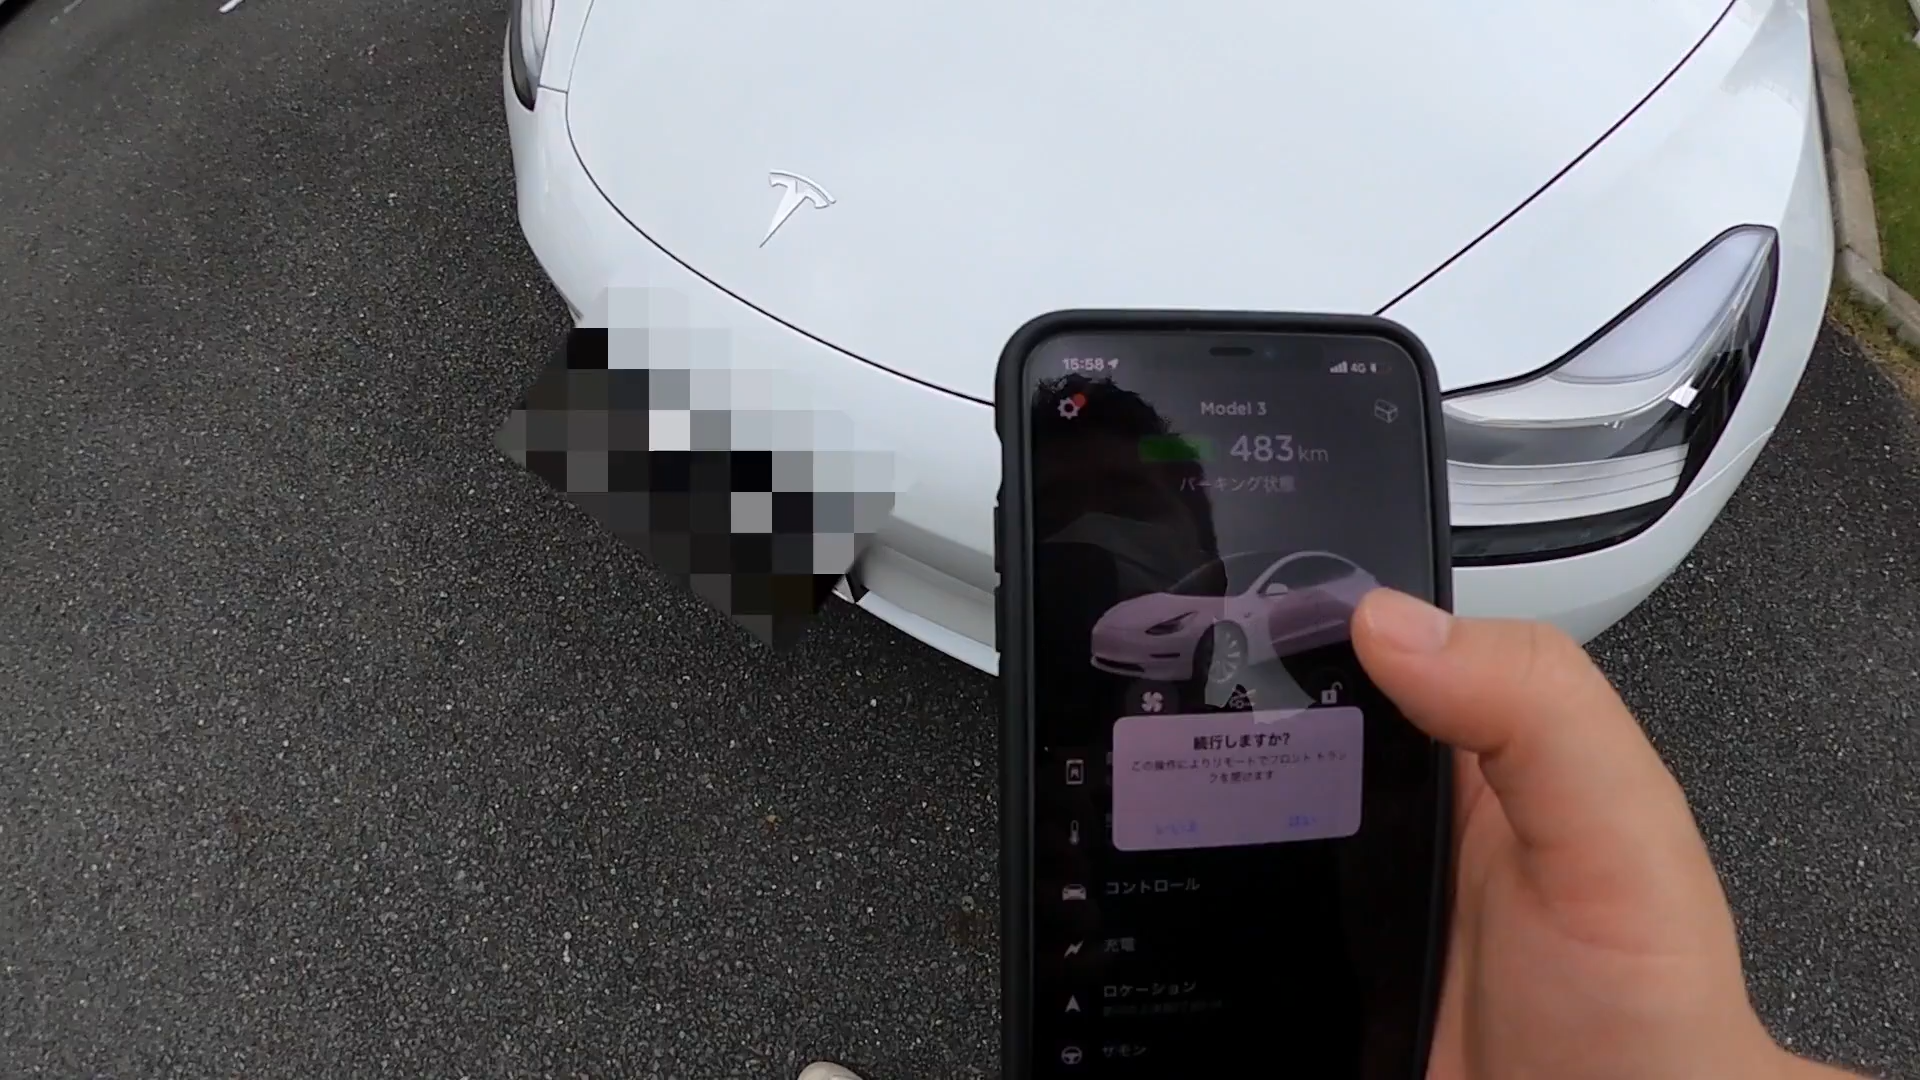 15:58
4G
Model 3
483 km
パーキング状態
続行しますか?
この操作によりリモートでフロント トラッ
クを開けます
いいえ
はい
コントロール
充電
ロケーション
サモン